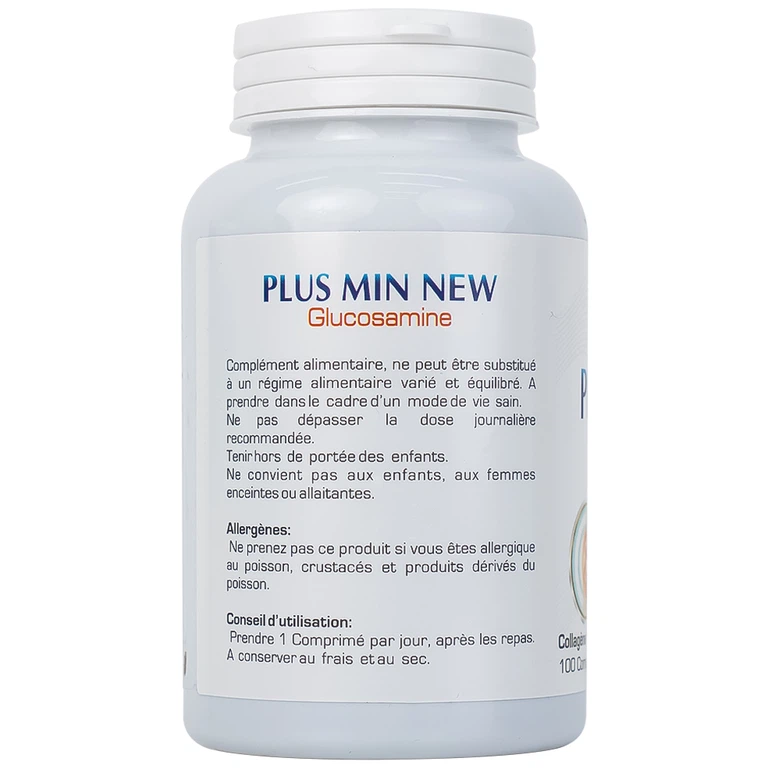 PLUS MIN NEW
Glucosamine
Complément alimentaire, ne peut être substitué
à un régime alimentaire varié et équilibré. A
prendre dans le cadre d'un mode de vie sain.
Ne pas dépasser la dose journalière
recommandée.
Tenir hors de portée des enfants.
Ne convient pas aux enfants, aux femmes
enceintes ou allaitantes.
Allergènes:
Ne prenez pas ce produit si vous êtes allergique
au poisson, crustacés et produits dérivés du
poisson.
Conseil d'utilisation:
Prendre 1 Comprimé par jour, après les repas.
A conserver au frais et au sec.
100